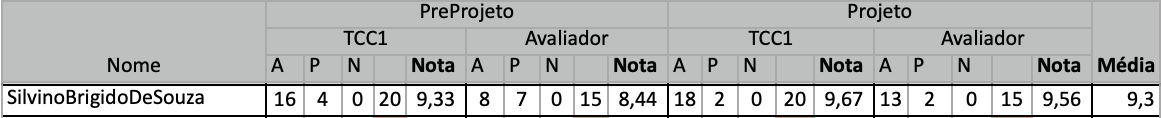 PreProjeto Projeto
TCC1 Avaliador TCC1 Avaliador
Nome A P N Nota A P N Nota A P N Nota A P N Nota Média
SilvinoBrigidoDeSouza 16 4 0 20 9,33 8 7 0 15 8,44 18 2 0 20 9,67 13 2 0 15 9,56 9,3